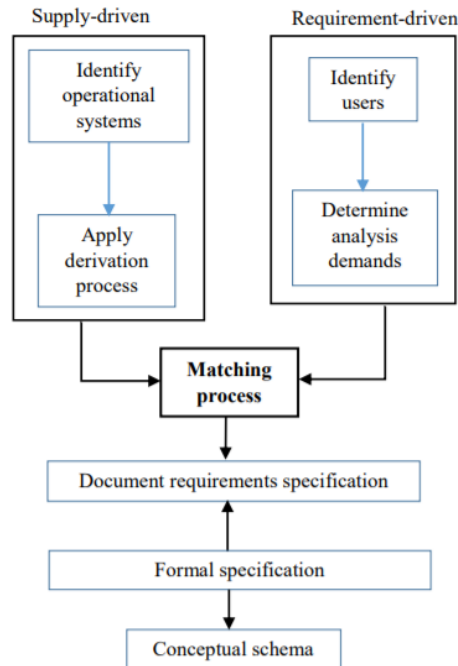 Supply-driven
Identify
operational
systems
Apply
derivation
process
Requirement-driven
Identify
users
Determine
analysis
demands
Matching
process
Document requirements specification
Formal specification
Conceptual schema